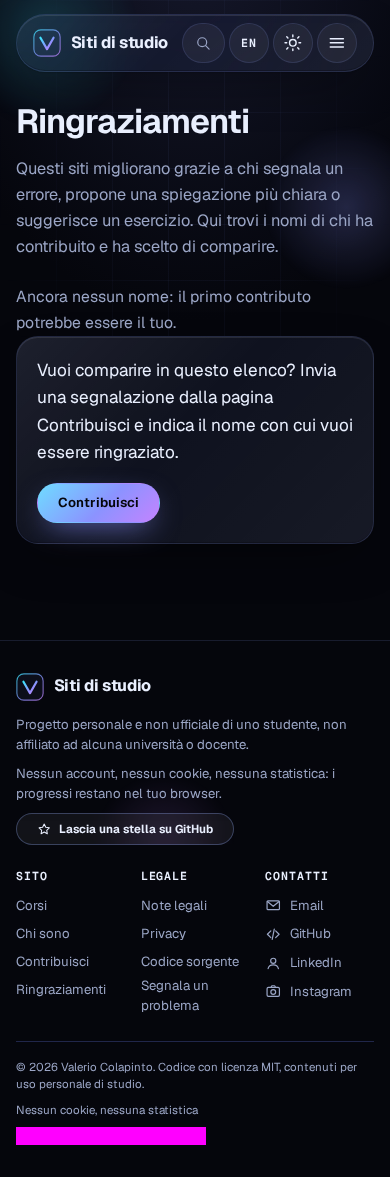 Siti di studio
EN
Ringraziamenti
Questi siti migliorano grazie a chi segnala un
errore, propone una spiegazione più chiara o
suggerisce un esercizio. Qui trovi i nomi di chi ha
contribuito e ha scelto di comparire.
Ancora nessun nome: il primo contributo
potrebbe essere il tuo.
Vuoi comparire in questo elenco? Invia
una segnalazione dalla pagina
Contribuisci e indica il nome con cui vuoi
essere ringraziato.
Contribuisci
Siti di studio
Progetto personale e non ufficiale di uno studente, non
affiliato ad alcuna università o docente.
Nessun account, nessun cookie, nessuna statistica: i
progressi restano nel tuo browser.
Lascia una stella su GitHub
SITO
Corsi
Chi sono
Contribuisci
Ringraziamenti
LEGALE
Note legali
Privacy
Codice sorgente
Segnala un
problema
CONTATTI
Email
GitHub
LinkedIn
Instagram
© 2026 Valerio Colapinto. Codice con licenza MIT, contenuti per
uso personale di studio.
Nessun cookie, nessuna statistica